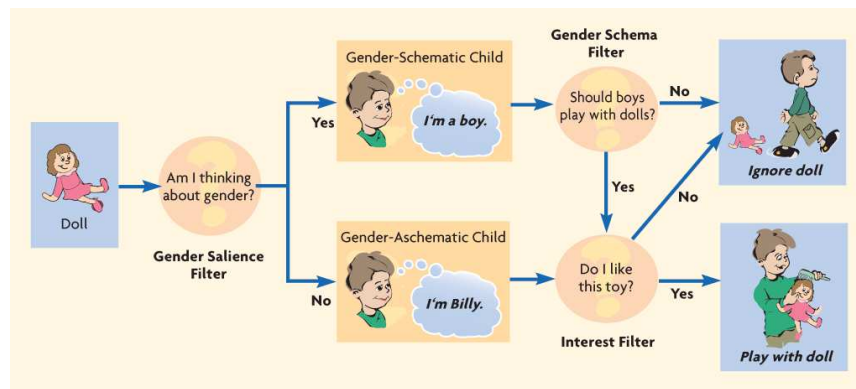 Doll
Am I thinking
about gender?
Gender Salience
Filter
Yes
No
Gender-Schematic Child
I'm a boy.
Gender-Aschematic Child
I'm Billy.
Gender Schema
Filter
Should boys
play with dolls?
No
Yes
No
Do I like
this toy?
Yes
Interest Filter
Ignore doll
Play with doll